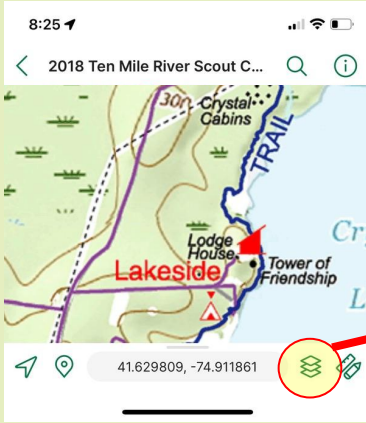 8:25
2018 Ten Mile River Scout C...
300
Crystal
Cabins
TRAIL
Cr
Lodge
House
Tower of
Friendship
Lakeside
L
41.629809, -74.911861